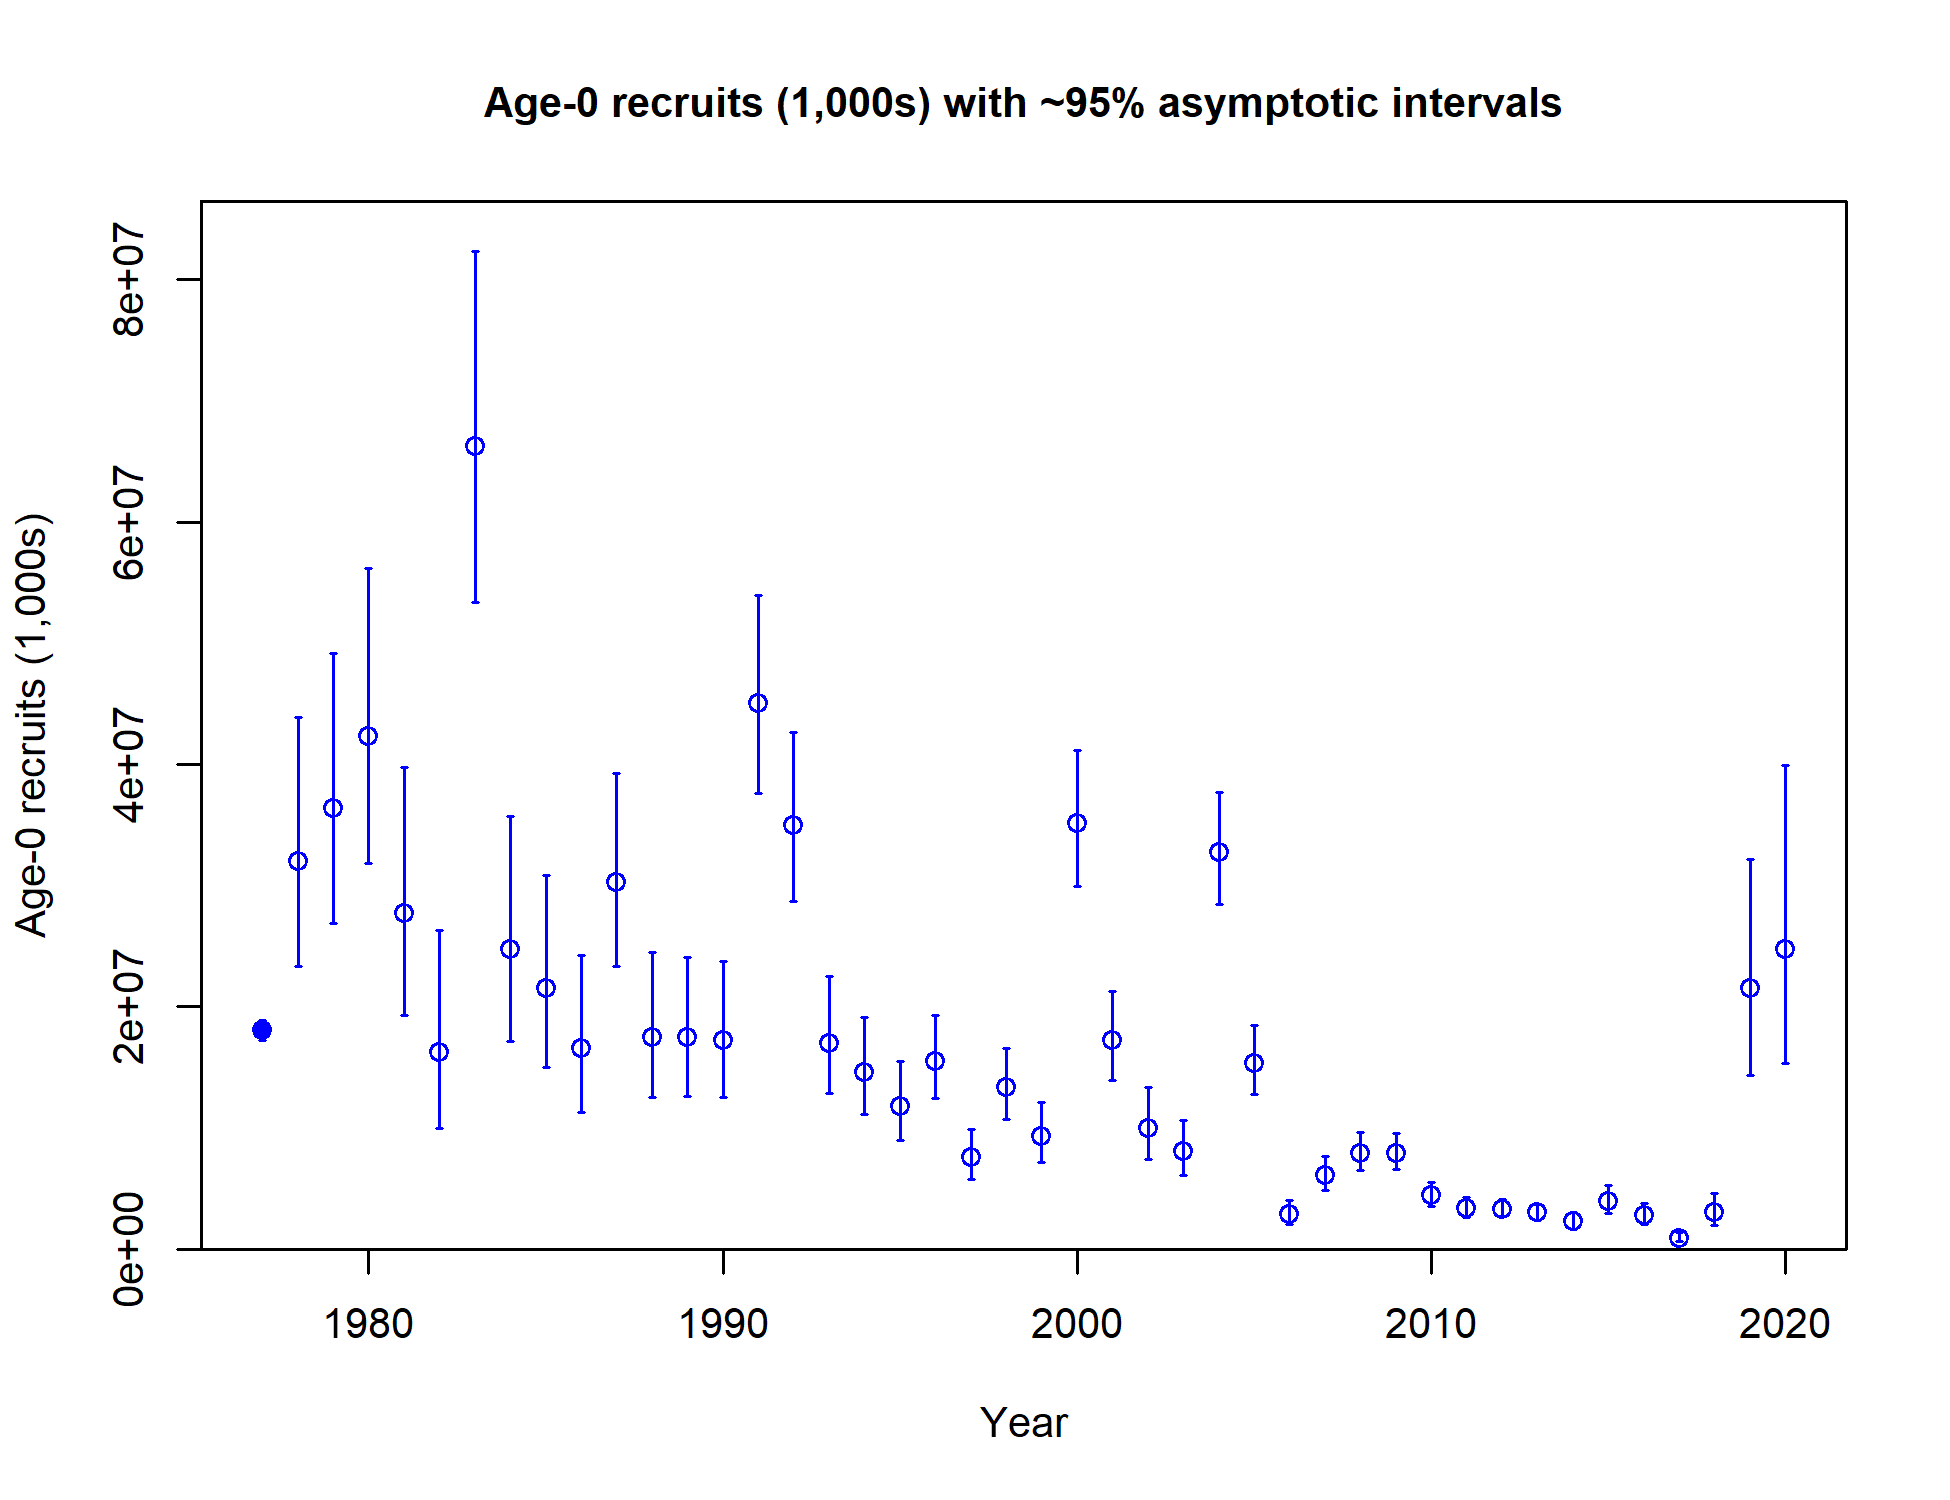 Age-0 recruits (1,000s) with ~95% asymptotic intervals
Age-0 recruits (1,000s)
8e+07
6e+07
4e+07
2e+07
0e+00
1980 1990 2000 2010 2020
Year